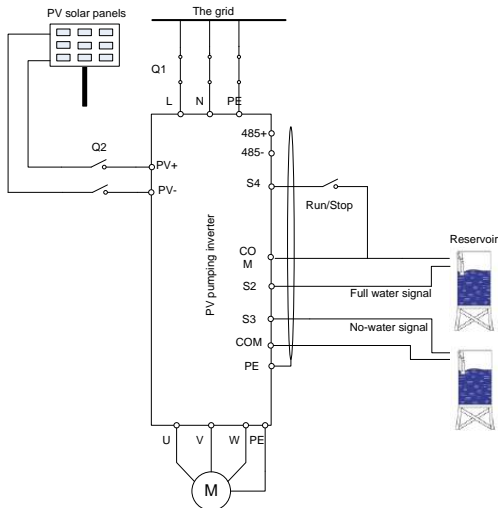 PV solar panels
The grid
Q1
L
N
PE
485+
485-
Q2
PV+
PV-
S4
Run/Stop
PV pumping inverter
CO
M
Reservoir
S2
Full water signal
S3
No-water signal
COM
PE
U
V
W
PE
M